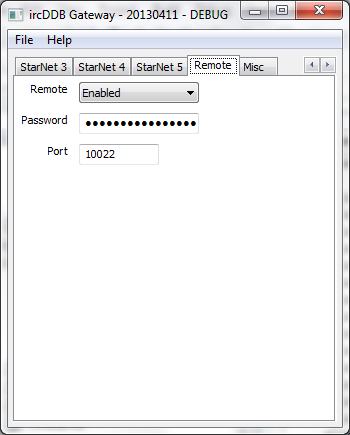 ircDDB Gateway - 20130411 - DEBUG
File Help
StarNet 3 StarNet 4 StarNet 5 Remote Misc
Remote Enabled
Password ●●●●●●●●●●●●●●●●
Port 10022